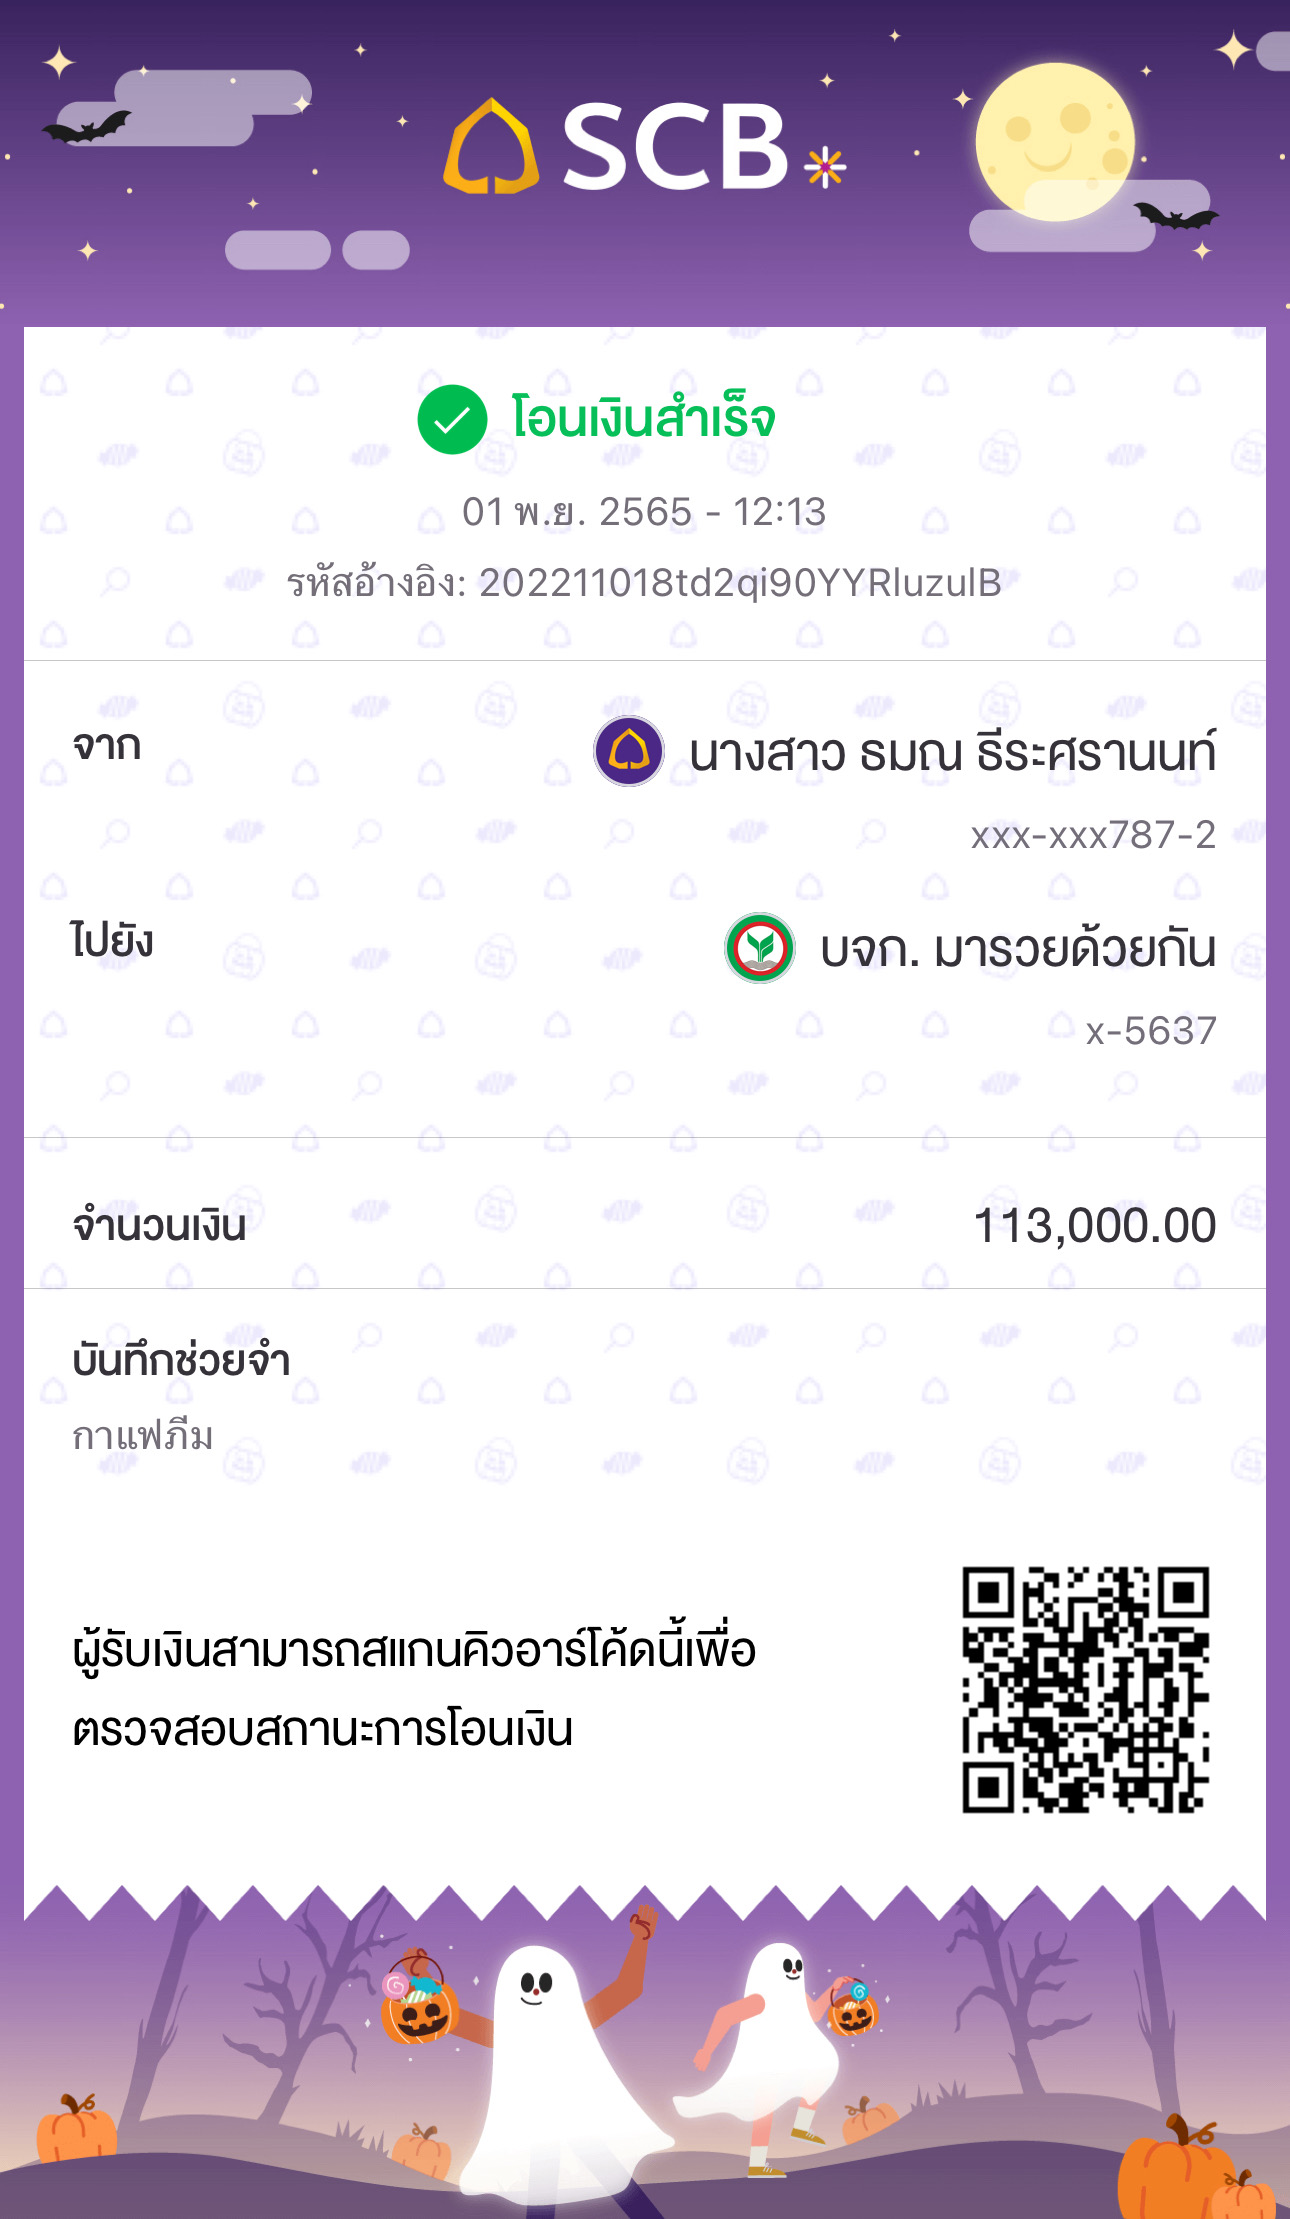 SCB
โอนเงินสำเร็จ
01 พ.ย. 2565 - 12:13
รหัสอ้างอิง: 202211018td2qi90YYRluzulB
จาก
นางสาว ธมณ ธีระศรานนท์
xxx-xxx787-2
ไปยัง
บจก. มารวยด้วยกัน
x-5637
จำนวนเงิน
113,000.00
บันทึกช่วยจำ
กาแฟภีม
ผู้รับเงินสามารถสแกนคิวอาร์โค้ดนี้เพื่อ
ตรวจสอบสถานะการโอนเงิน